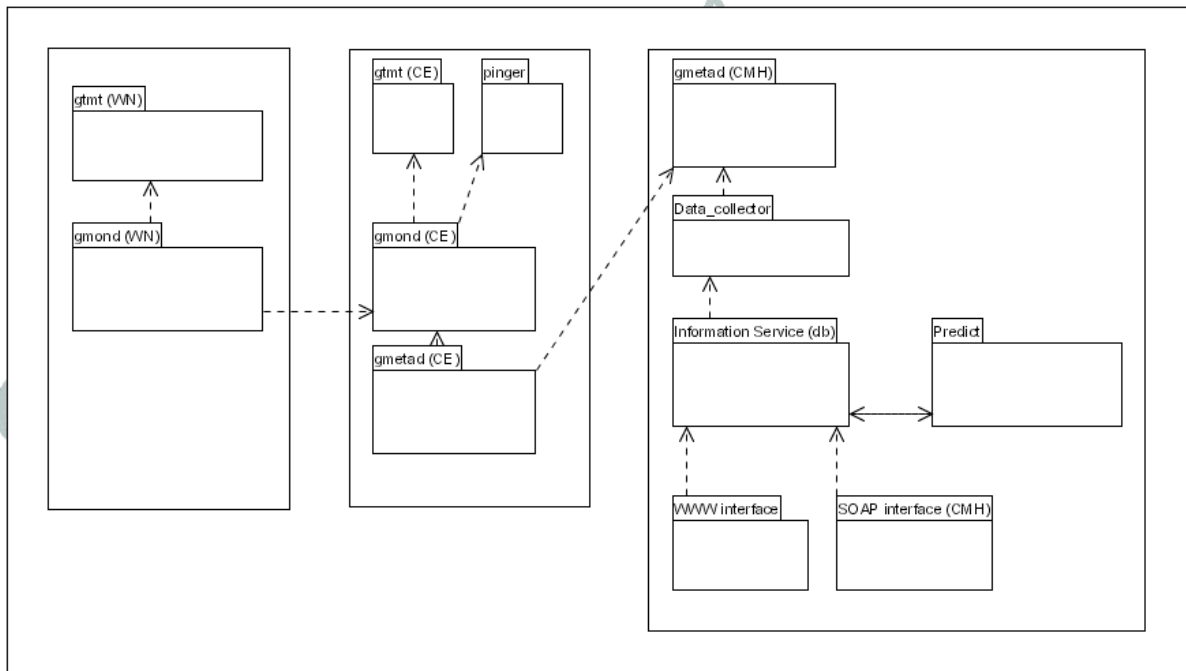 gtmt (WN)
gmond (WN)
gtmt (CE)
pinger
gmond (CE)
gmetad (CE)
gmetad (CMH)
Data_collector
Information Service (db)
Predict
WWW interface
SOAP interface (CMH)